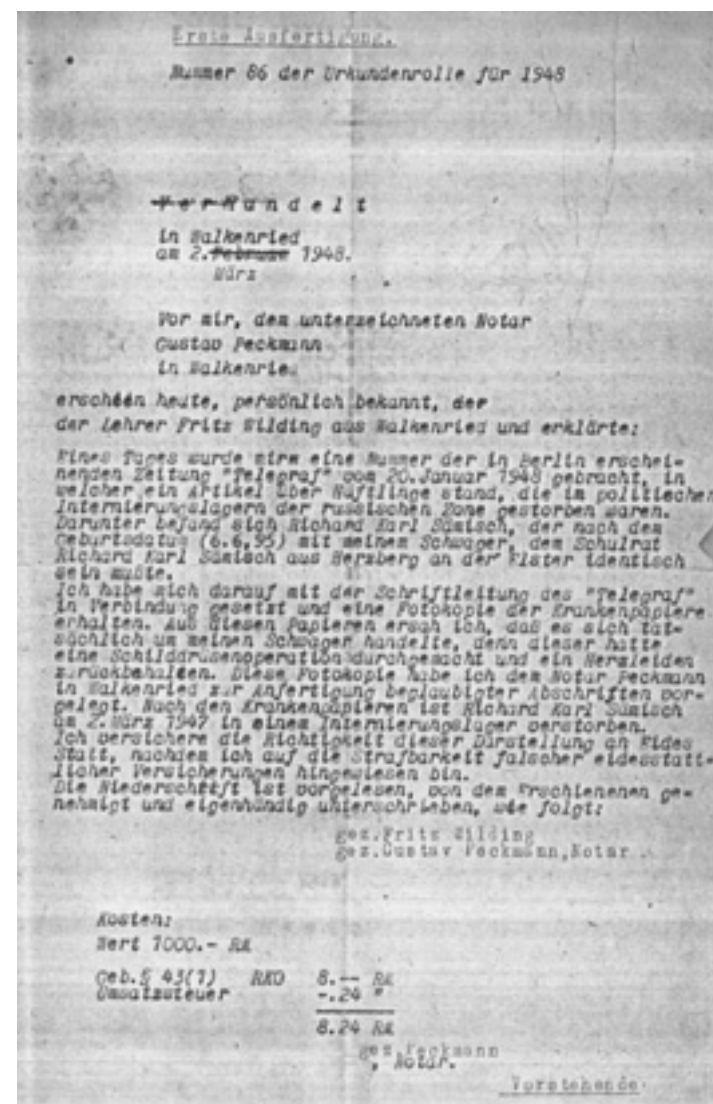 Erste Ausfertigung.
Nummer 86 der Urkundenrolle für 1948
Verhandelt
in Walkenried
am 2.Februar 1948.
März
Vor mir, dem unterzeichneten Notar
Gustav Peckmann
in Walkenried
erschien heute, persönlich bekannt, der
der Lehrer Fritz Wilding aus Walkenried und erklärte:
Eines Tages wurde mir eine Nummer der in Berlin erschei-
nenden Zeitung "Telegraf" vom 20.Januar 1948 gebracht, in
welcher ein Artikel über Häftlinge stand, die im politischen
Internierungslagern der russischen Zone gestorben waren.
Darunter befand sich Richard Karl Sämisch, der nach dem
Geburtsdatum (6.6.95) mit meinem Schwager, dem Schulrat
Richard Karl Sämisch aus Herzberg an der Elster identisch
sein mußte.
Ich habe mich darauf mit der Schriftleitung des "Telegraf"
in Verbindung gesetzt und eine Fotokopie der Krankenpapiere
erhalten. Aus diesen Papieren ersah ich, daß es sich tat-
sächlich um meinen Schwager handelte, denn dieser hatte
eine Schilddrüsenoperation durchgemacht und ein Herzleiden
zurückbehalten. Diese Fotokopie habe ich dem Notar Peckmann
in Walkenried zur Anfertigung beglaubigter Abschriften vor-
gelegt. Nach den Krankenpapieren ist Richard Karl Sämisch
am 2.März 1947 in einem Internierungslager verstorben.
Ich versichere die Richtigkeit dieser Darstellung an Eides
Statt, nachdem ich auf die Strafbarkeit falscher eidesstatt-
licher Versicherungen hingewiesen bin.
Die Niederschrift ist vorgelesen, von dem Erschienenen ge-
nehmigt und eigenhändig unterschrieben, wie folgt:
gez.Fritz Wilding
gez.Gustav Peckmann,Notar.
Kosten:
Wert 1000.- RM
Geb.§ 43(1) RKO 8.-- RM
Umsatzsteuer -.24 "
8.24 RM
gez.Peckmann
, Notar.
Vorstehende